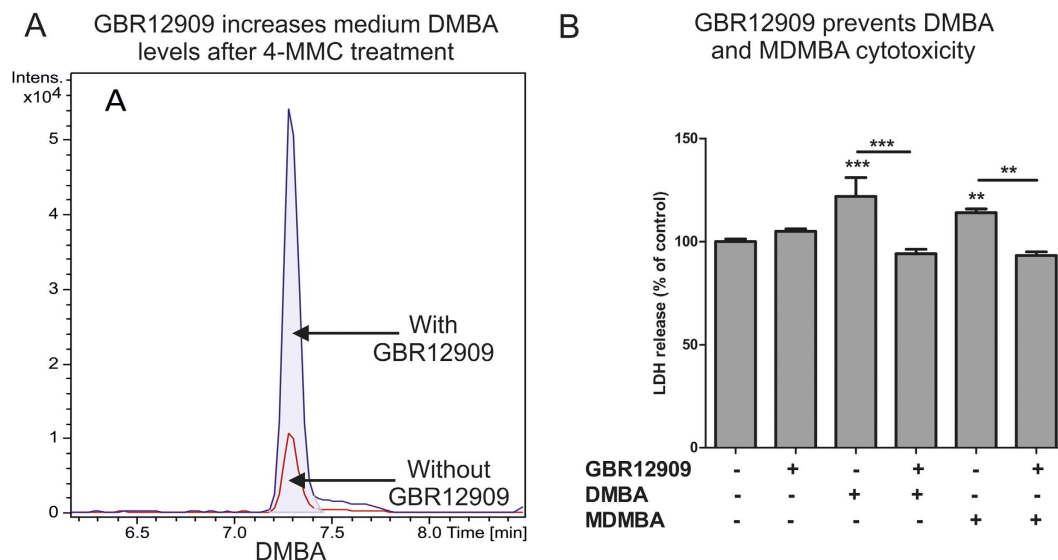 A
GBR12909 increases medium DMBA
levels after 4-MMC treatment
Intens.
x10⁴
A
5
4
3
2
1
0
With
GBR12909
Without
GBR12909
6.5 7.0 7.5 8.0 Time [min]
DMBA
B
GBR12909 prevents DMBA
and MDMBA cytotoxicity
LDH release (% of control)
150
100
50
0
***
***
**
**
GBR12909 - + - + - +
DMBA - - + + - -
MDMBA - - - - + +